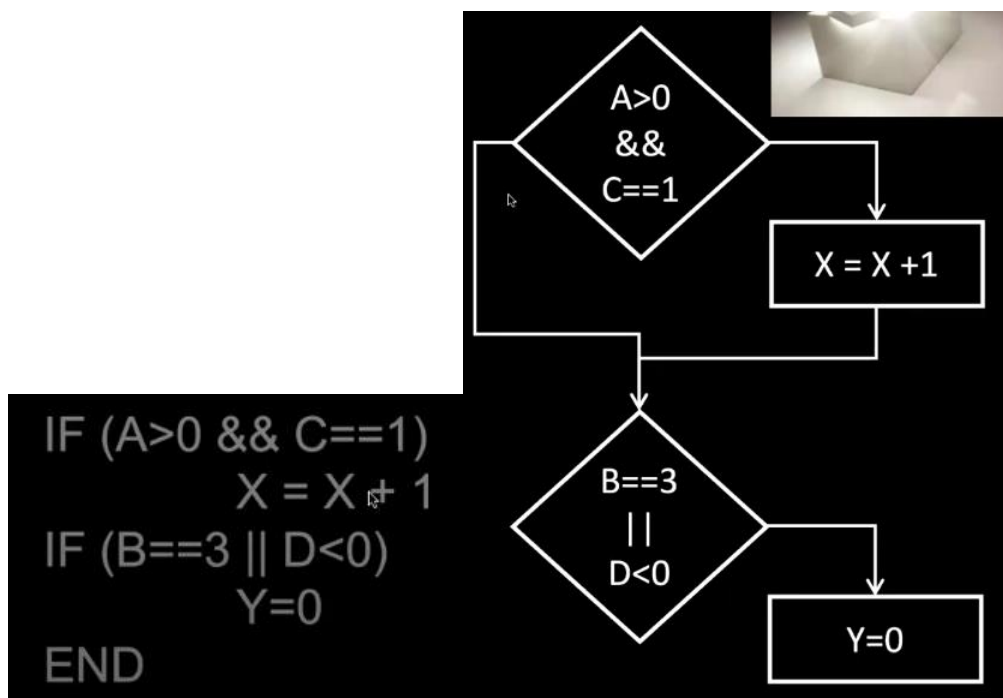 A>0
&&
C==1
X = X +1
B==3
||
D<0
Y=0
IF (A>0 && C==1)
X = X + 1
IF (B==3 || D<0)
Y=0
END